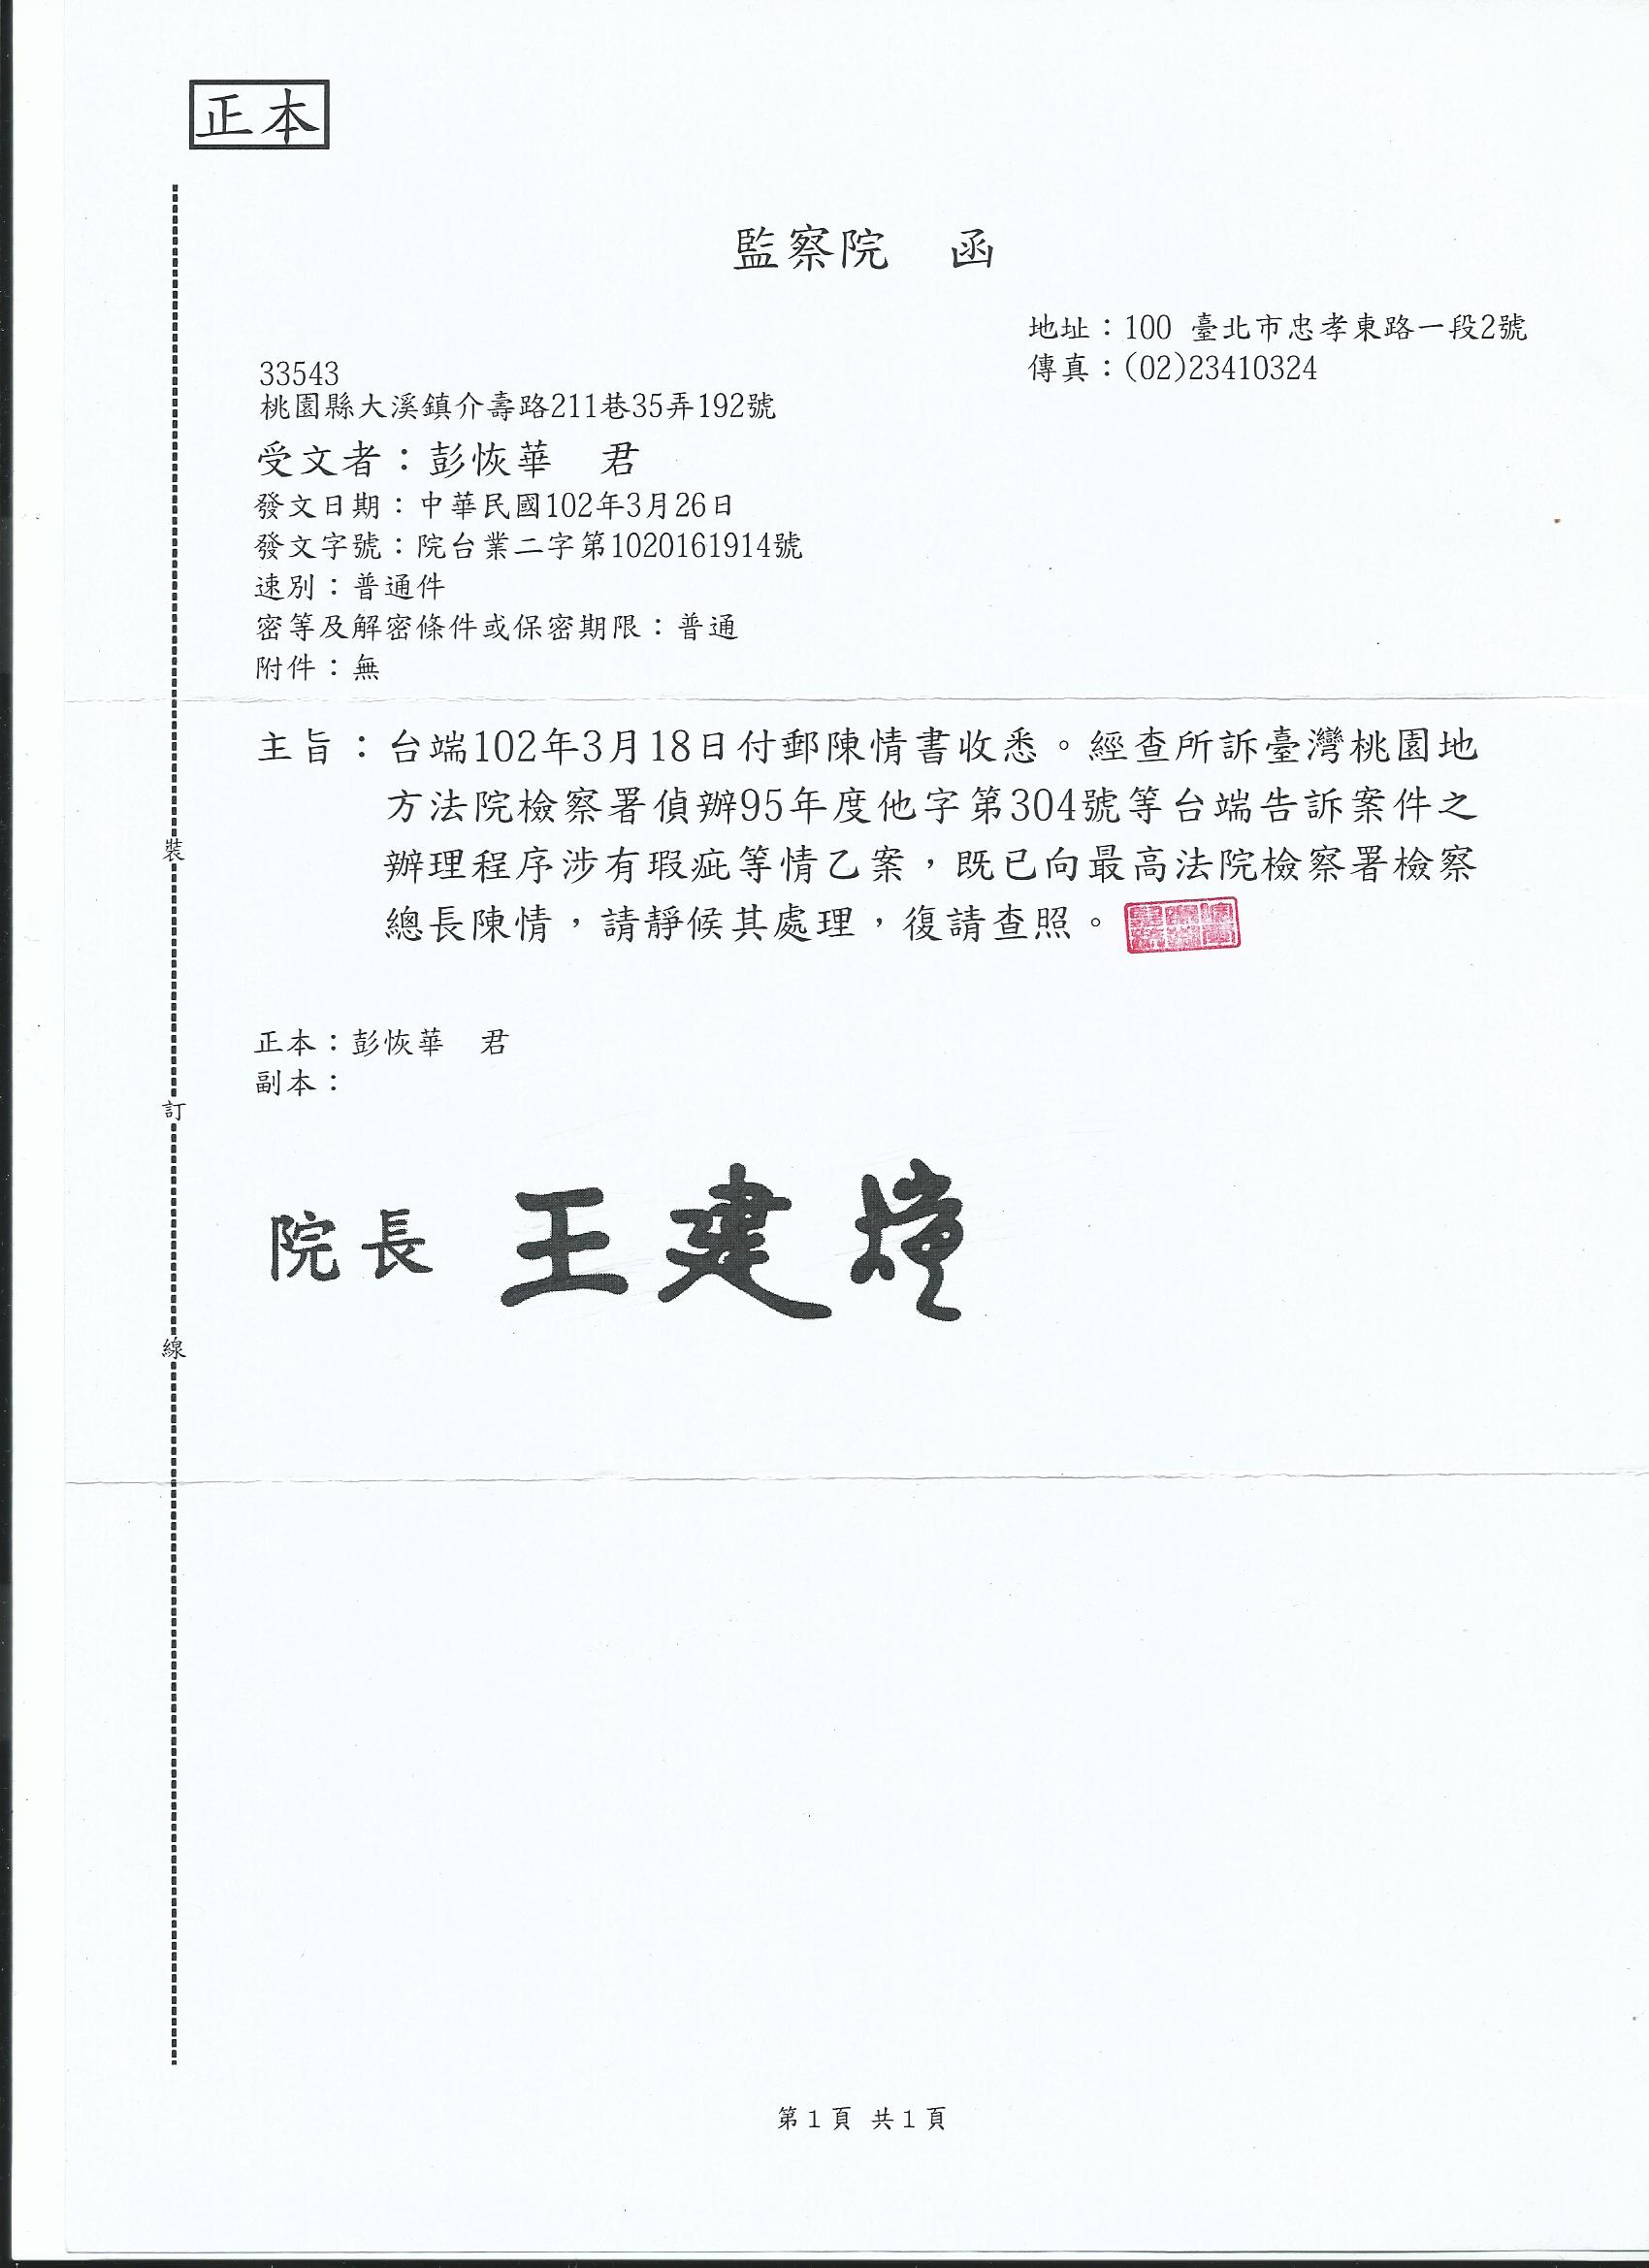 正本
監察院　函
地址：100 臺北市忠孝東路一段2號
傳真：(02)23410324
33543
桃園縣大溪鎮介壽路211巷35弄192號
受文者：彭恢華　君
發文日期：中華民國102年3月26日
發文字號：院台業二字第1020161914號
速別：普通件
密等及解密條件或保密期限：普通
附件：無
主旨：台端102年3月18日付郵陳情書收悉。經查所訴臺灣桃園地
方法院檢察署偵辦95年度他字第304號等台端告訴案件之
辦理程序涉有瑕疵等情乙案，既已向最高法院檢察署檢察
總長陳情，請靜候其處理，復請查照。
正本：彭恢華　君
副本：
院長 王建煊
裝
訂
線
第1頁 共1頁